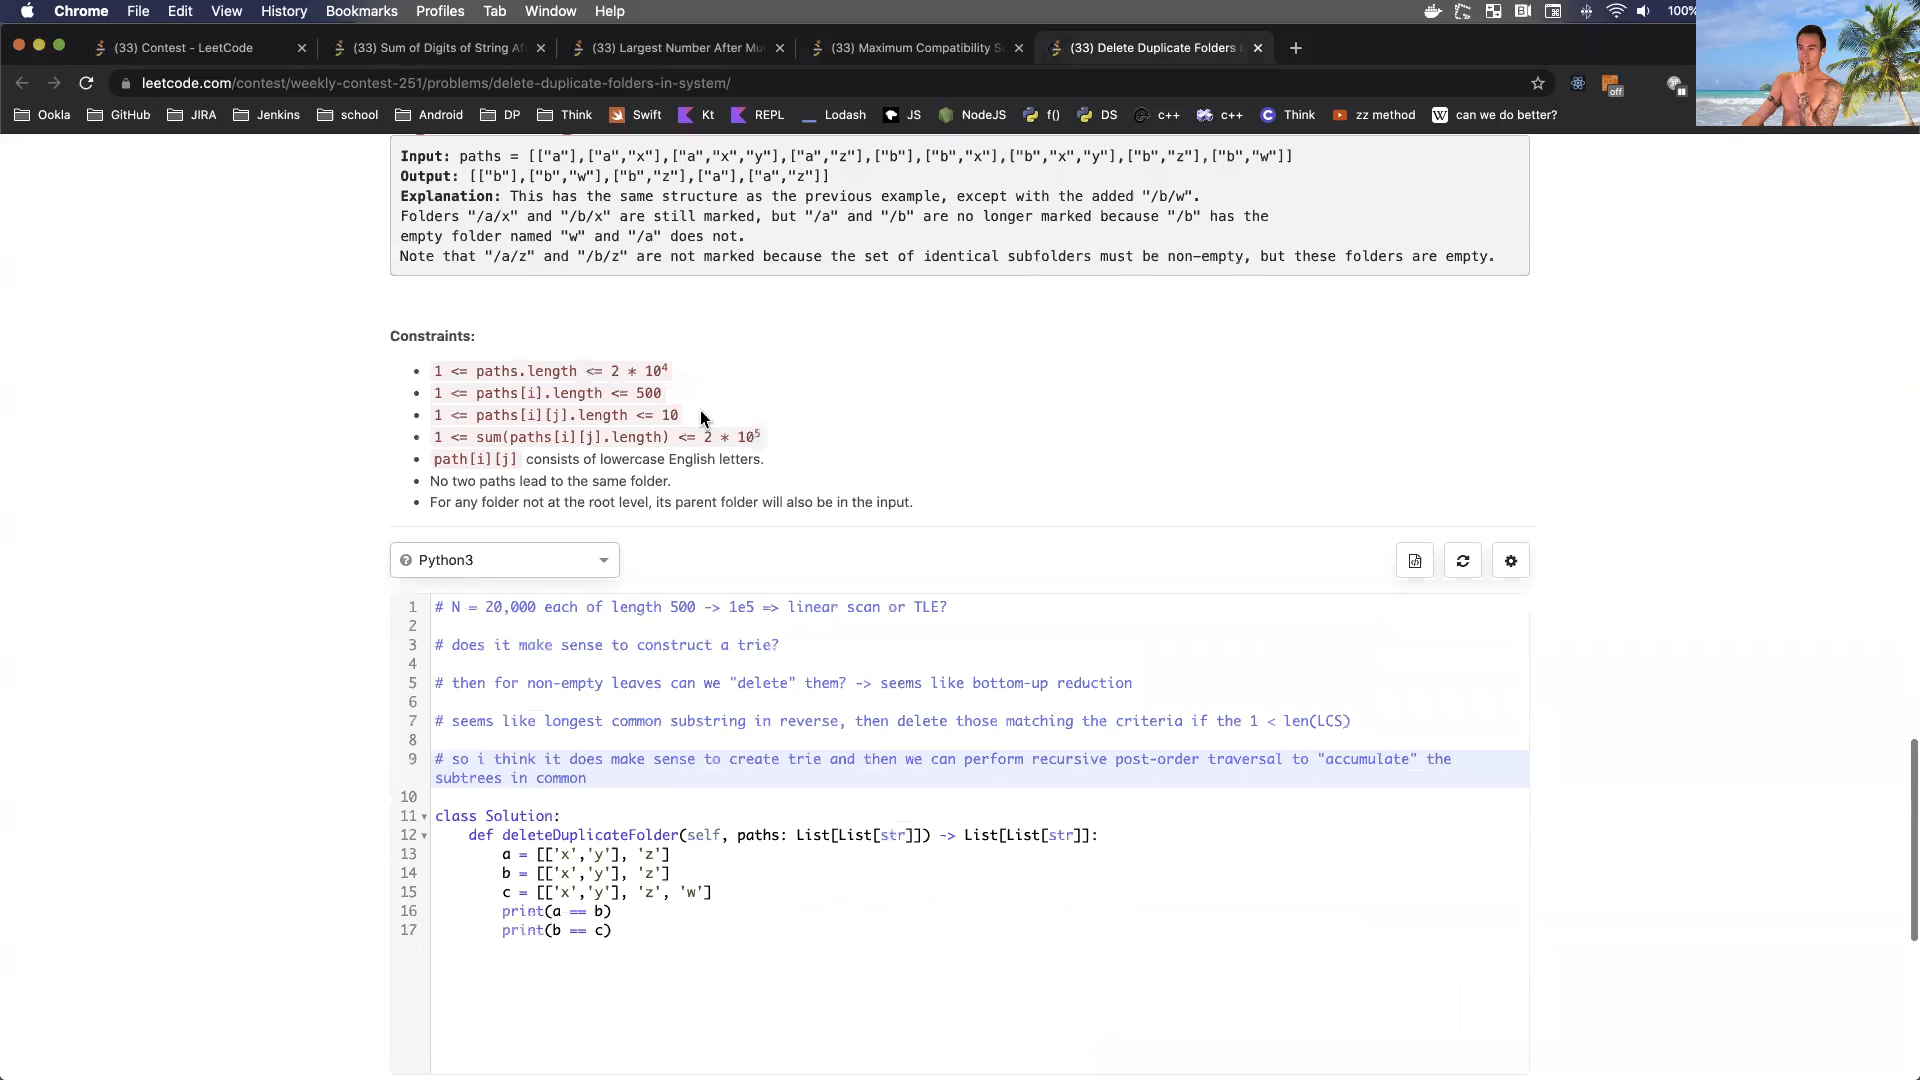 Chrome File Edit View History Bookmarks Profiles Tab Window Help 100%
(33) Contest - LeetCode
(33) Sum of Digits of String Af
(33) Largest Number After Mu
(33) Maximum Compatibility S
(33) Delete Duplicate Folders i
leetcode.com/contest/weekly-contest-251/problems/delete-duplicate-folders-in-system/
off
Ookla GitHub JIRA Jenkins school Android DP Think Swift Kt REPL Lodash JS NodeJS f() DS c++ c++ Think zz method can we do better?
Input: paths = [["a"],["a","x"],["a","x","y"],["a","z"],["b"],["b","x"],["b","x","y"],["b","z"],["b","w"]]
Output: [["b"],["b","w"],["b","z"],["a"],["a","z"]]
Explanation: This has the same structure as the previous example, except with the added "/b/w".
Folders "/a/x" and "/b/x" are still marked, but "/a" and "/b" are no longer marked because "/b" has the
empty folder named "w" and "/a" does not.
Note that "/a/z" and "/b/z" are not marked because the set of identical subfolders must be non-empty, but these folders are empty.
Constraints:
1 <= paths.length <= 2 * 10⁴
1 <= paths[i].length <= 500
1 <= paths[i][j].length <= 10
1 <= sum(paths[i][j].length) <= 2 * 10⁵
path[i][j] consists of lowercase English letters.
No two paths lead to the same folder.
For any folder not at the root level, its parent folder will also be in the input.
Python3
1 # N = 20,000 each of length 500 -> 1e5 => linear scan or TLE?
2
3 # does it make sense to construct a trie?
4
5 # then for non-empty leaves can we "delete" them? -> seems like bottom-up reduction
6
7 # seems like longest common substring in reverse, then delete those matching the criteria if the 1 < len(LCS)
8
9 # so i think it does make sense to create trie and then we can perform recursive post-order traversal to "accumulate" the
subtrees in common
10
11 class Solution:
12 def deleteDuplicateFolder(self, paths: List[List[str]]) -> List[List[str]]:
13 a = [['x','y'], 'z']
14 b = [['x','y'], 'z']
15 c = [['x','y'], 'z', 'w']
16 print(a == b)
17 print(b == c)